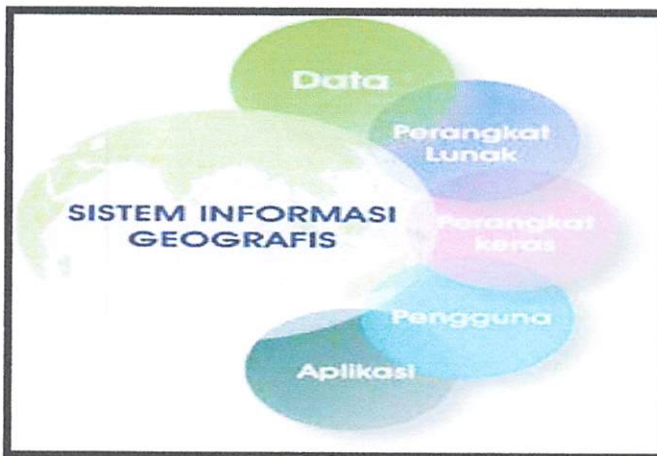 Data
Perangkat
Lunak
SISTEM INFORMASI
GEOGRAFIS
Perangkat
keras
Pengguna
Aplikasi